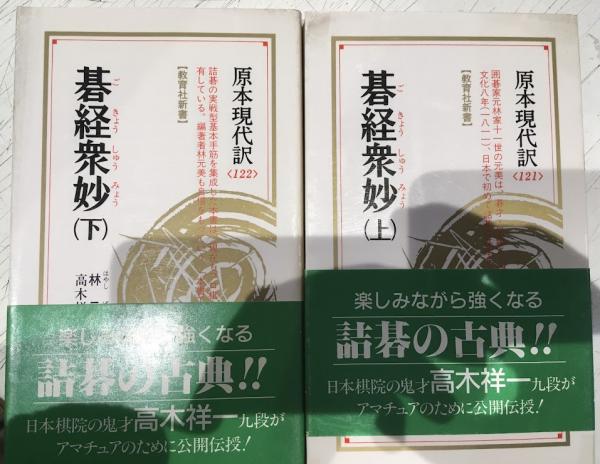 原本現代訳
〈122〉
碁経衆妙
ご きょう しゅう みょう
(下)
詰碁の実戦型基本手筋を集成した本書は
有している。編著者林元美も
【教育社新書】
林
はやし
高木
楽しみながら強くなる
詰碁の古典!!
日本棋院の鬼才高木祥一九段が
アマチュアのために公開伝授!
原本現代訳
〈121〉
碁経衆妙
ご きょう しゅう みょう
(上)
囲碁家元林家十一世の元美は、
文化八年(一八一一)、日本で初めて
【教育社新書】
楽しみながら強くなる
詰碁の古典!!
日本棋院の鬼才高木祥一九段が
アマチュアのために公開伝授!